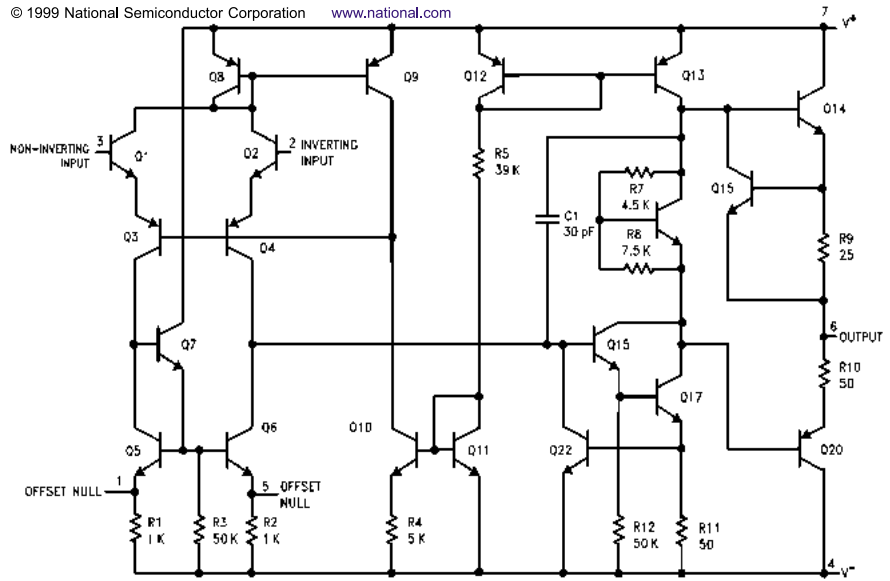 © 1999 National Semiconductor Corporation www.national.com
7
V+
Q8
Q9
Q12
Q13
Q14
NON-INVERTING
INPUT
3
Q1
Q2
2
INVERTING
INPUT
R5
39 K
R7
4.5 K
Q15
C1
30 pF
R8
7.5 K
R9
25
Q3
Q4
6
OUTPUT
Q7
Q15
R10
50
Q17
Q5
Q6
Q10
Q11
Q22
Q20
OFFSET NULL
1
5
OFFSET
NULL
R1
1 K
R3
50K
R2
1K
R4
5 K
R12
50 K
R11
50
4
V-